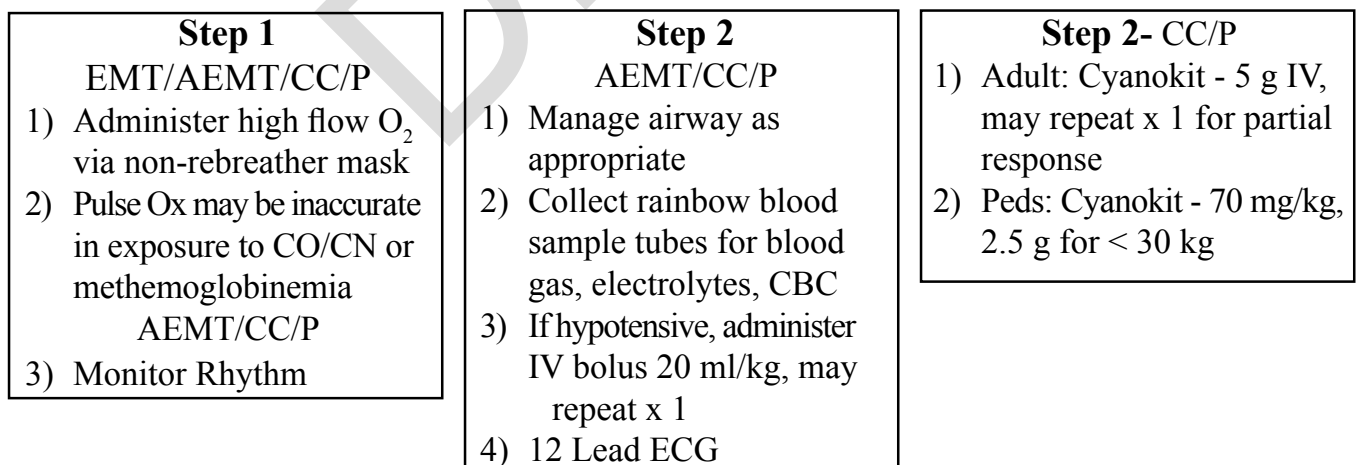 Step 1
EMT/AEMT/CC/P
1) Administer high flow O2
via non-rebreather mask
2) Pulse Ox may be inaccurate
in exposure to CO/CN or
methemoglobinemia
AEMT/CC/P
3) Monitor Rhythm
Step 2
AEMT/CC/P
1) Manage airway as
appropriate
2) Collect rainbow blood
sample tubes for blood
gas, electrolytes, CBC
3) If hypotensive, administer
IV bolus 20 ml/kg, may
repeat x 1
4) 12 Lead ECG
Step 2- CC/P
1) Adult: Cyanokit - 5 g IV,
may repeat x 1 for partial
response
2) Peds: Cyanokit - 70 mg/kg,
2.5 g for < 30 kg